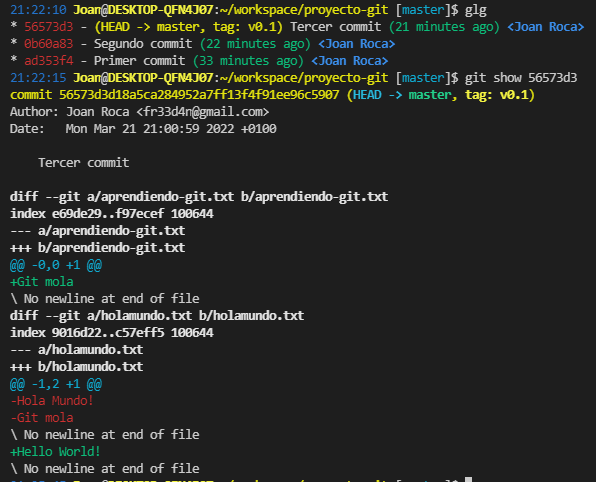 21:22:10 Joan@DESKTOP-QFN4J07:~/workspace/proyecto-git [master]$ glg
* 56573d3 - (HEAD -> master, tag: v0.1) Tercer commit (21 minutes ago) <Joan Roca>
* 0b60a83 - Segundo commit (22 minutes ago) <Joan Roca>
* ad353f4 - Primer commit (33 minutes ago) <Joan Roca>
21:22:15 Joan@DESKTOP-QFN4J07:~/workspace/proyecto-git [master]$ git show 56573d3
commit 56573d3d18a5ca284952a7ff13f4f91ee96c5907 (HEAD -> master, tag: v0.1)
Author: Joan Roca <fr33d4n@gmail.com>
Date:   Mon Mar 21 21:00:59 2022 +0100

    Tercer commit

diff --git a/aprendiendo-git.txt b/aprendiendo-git.txt
index e69de29..f97ecef 100644
--- a/aprendiendo-git.txt
+++ b/aprendiendo-git.txt
@@ -0,0 +1 @@
+Git mola
\ No newline at end of file
diff --git a/holamundo.txt b/holamundo.txt
index 9016d22..c57eff5 100644
--- a/holamundo.txt
+++ b/holamundo.txt
@@ -1,2 +1 @@
-Hola Mundo!
-Git mola
\ No newline at end of file
+Hello World!
\ No newline at end of file